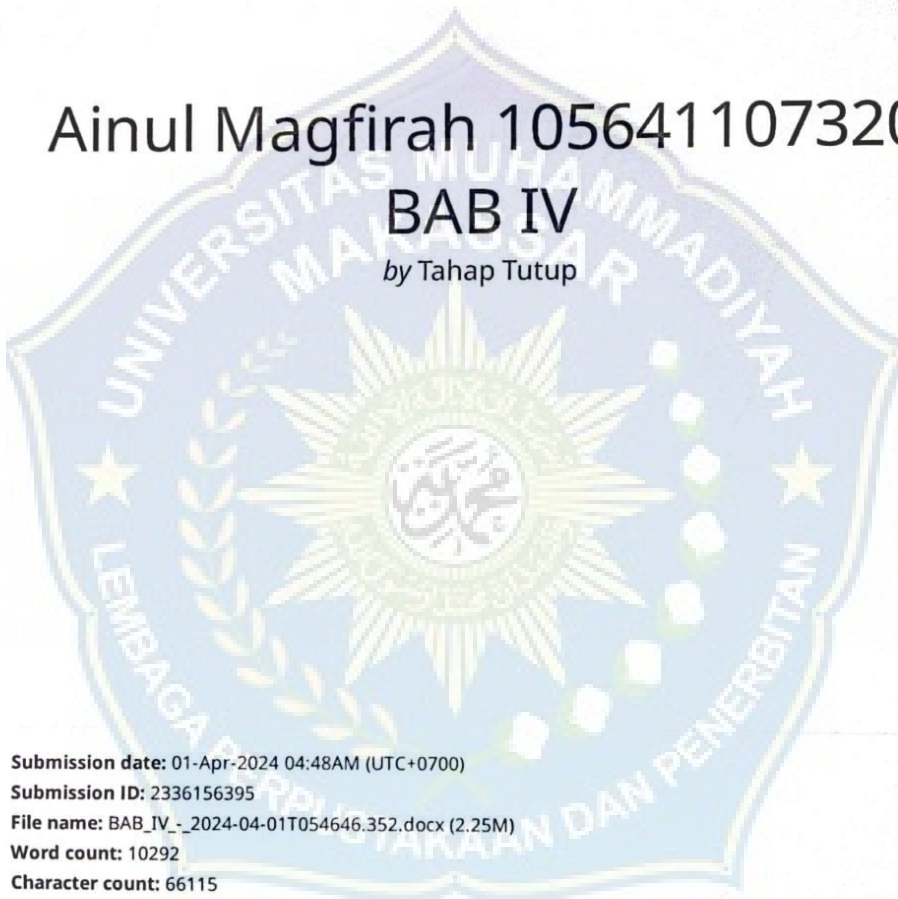 Ainul Magfirah 105641107320
BAB IV
by Tahap Tutup
UNIVERSITAS MUHAMMADIYAH
MAKASSAR
LEMBAGA PERPUSTAKAAN DAN PENERBITAN
Submission date: 01-Apr-2024 04:48AM (UTC+0700)
Submission ID: 2336156395
File name: BAB_IV_-_2024-04-01T054646.352.docx (2.25M)
Word count: 10292
Character count: 66115